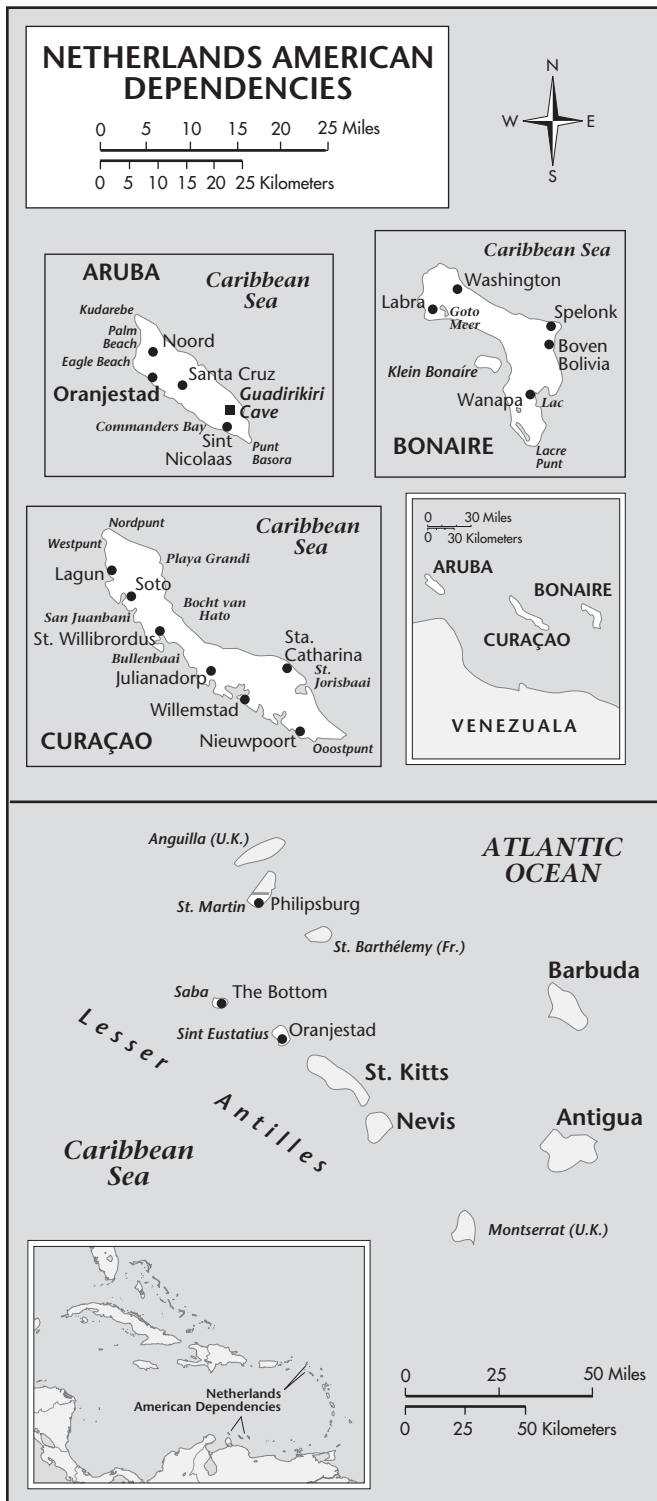 NETHERLANDS AMERICAN
DEPENDENCIES
0 5 10 15 20 25 Miles
0 5 10 15 20 25 Kilometers
N
W E
S
ARUBA
Caribbean
Sea
Kudarebe
Palm
Beach
Noord
Eagle Beach
Santa Cruz
Oranjestad
Guadirikiri
Cave
Commanders Bay
Sint
Nicolaas
Punt
Basora
Caribbean Sea
Washington
Labra
Goto
Meer
Spelonk
Boven
Bolivia
Klein Bonaire
Wanapa
Lac
BONAIRE
Lacre
Punt
Nordpunt
Caribbean
Sea
Westpunt
Playa Grandi
Lagun
Soto
Bocht van
Hato
San Juanbani
St. Willibrordus
Bullenbaai
Sta.
Catharina
St.
Jorisbaai
Julianadorp
Willemstad
Nieuwpoort
CURAÇAO
Ooostpunt
0 30 Miles
0 30 Kilometers
ARUBA
BONAIRE
CURAÇAO
VENEZUALA
Anguilla (U.K.)
ATLANTIC
OCEAN
St. Martin
Philipsburg
St. Barthélemy (Fr.)
Barbuda
Saba
The Bottom
Sint Eustatius
Oranjestad
Lesser Antilles
St. Kitts
Nevis
Antigua
Caribbean
Sea
Montserrat (U.K.)
Netherlands
American Dependencies
0 25 50 Miles
0 25 50 Kilometers